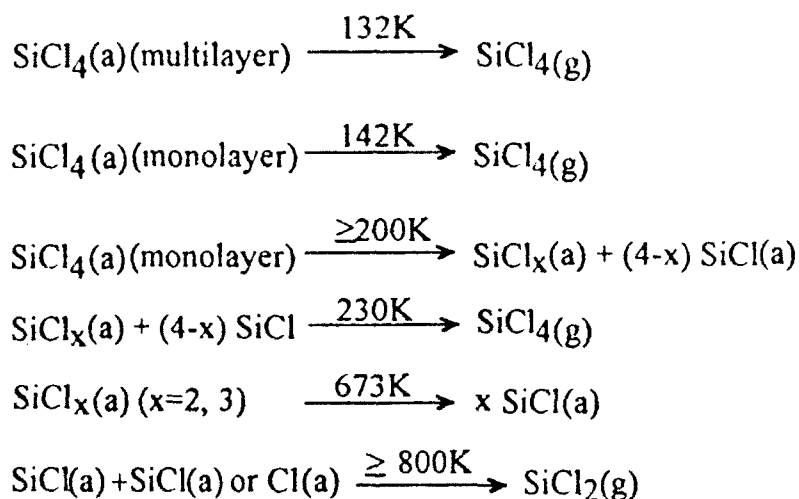 SiCl₄(a)(multilayer) 132K → SiCl₄(g)
SiCl₄(a)(monolayer) 142K → SiCl₄(g)
SiCl₄(a)(monolayer) ≥200K → SiClₓ(a) + (4-x) SiCl(a)
SiClₓ(a) + (4-x) SiCl 230K → SiCl₄(g)
SiClₓ(a) (x=2, 3) 673K → x SiCl(a)
SiCl(a) +SiCl(a) or Cl(a) ≥ 800K → SiCl₂(g)